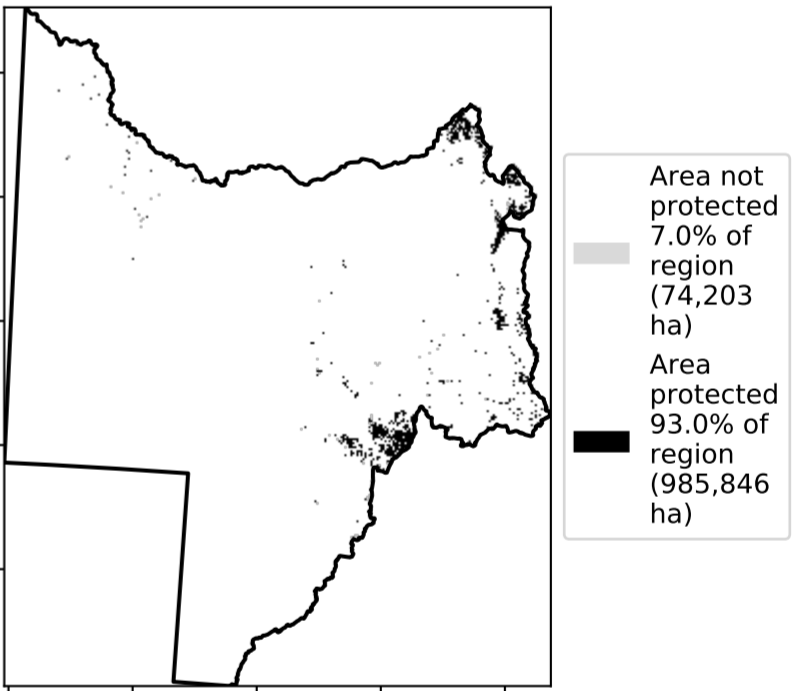 Area not
protected
7.0% of
region
(74,203
ha)
Area
protected
93.0% of
region
(985,846
ha)